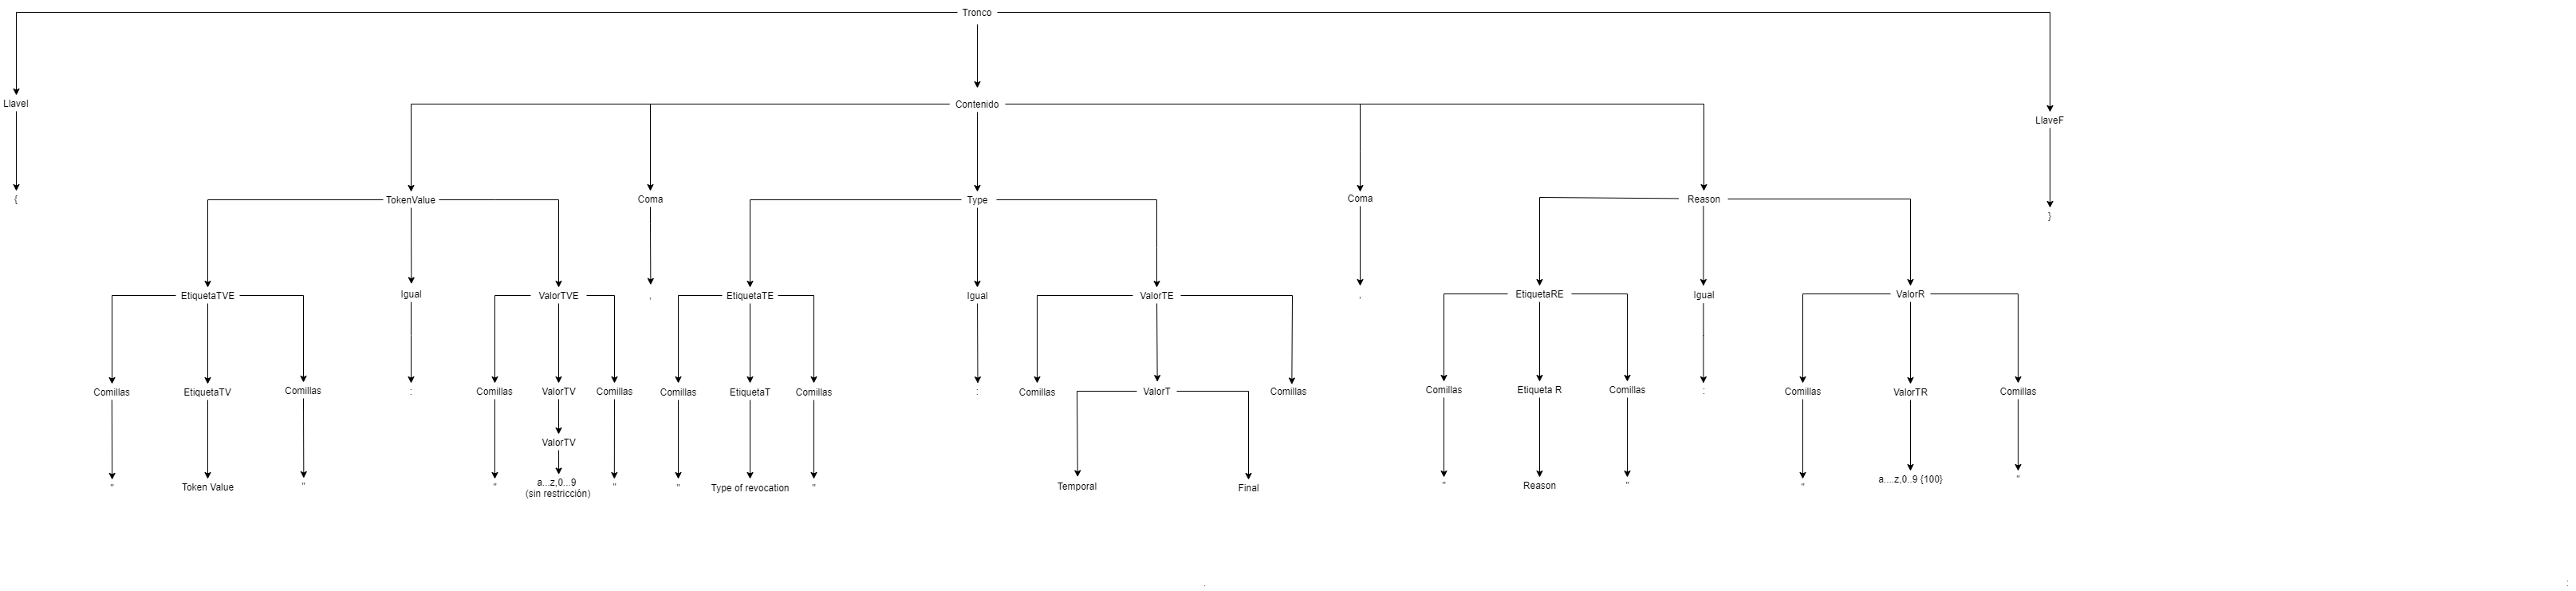 Tronco
LlaveI
Contenido
LlaveF
{
TokenValue
Coma
Type
Coma
Reason
}
EtiquetaTVE
Igual
ValorTVE
,
EtiquetaTE
Igual
ValorTE
,
EtiquetaRE
Igual
ValorR
Comillas
EtiquetaTV
Comillas
:
Comillas
ValorTV
Comillas
Comillas
EtiquetaT
Comillas
:
Comillas
ValorT
Comillas
Comillas
Etiqueta R
Comillas
:
Comillas
ValorTR
Comillas
ValorTV
"
Token Value
"
"
a...z,0...9
(sin restricción)
"
"
Type of revocation
"
Temporal
Final
"
Reason
"
"
a....z,0..9 {100}
"
.
: